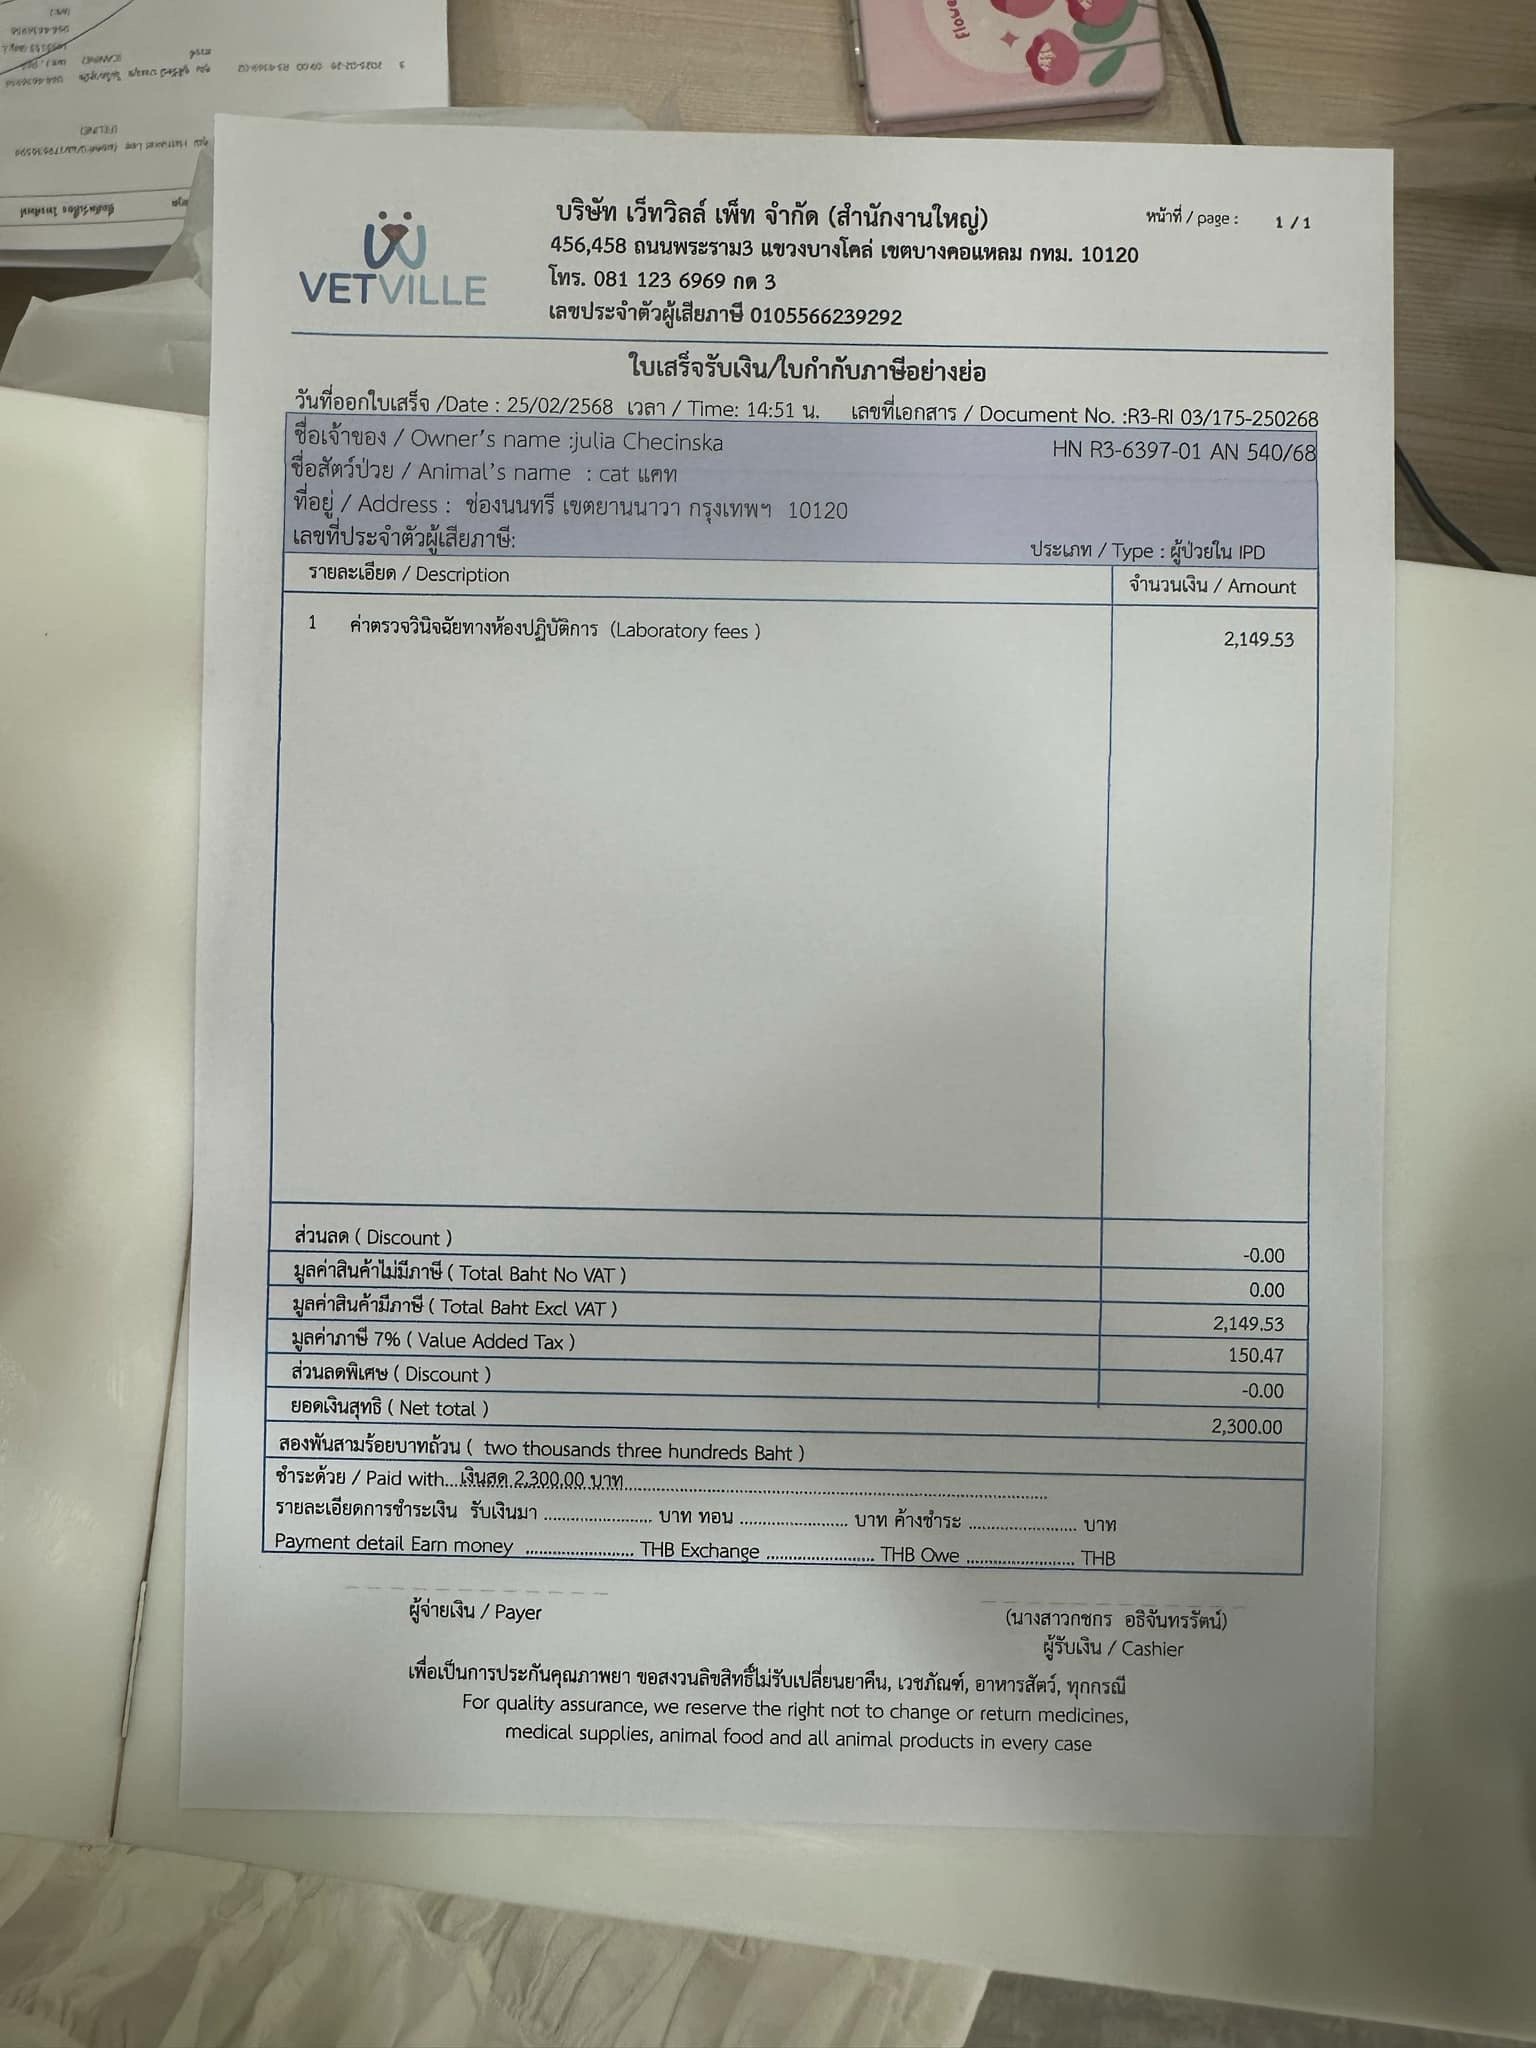 VETVILLE
บริษัท เว็ทวิลล์ เพ็ท จำกัด (สำนักงานใหญ่)
หน้าที่ / page : 1 / 1
456,458 ถนนพระราม3 แขวงบางโคล่ เขตบางคอแหลม กทม. 10120
โทร. 081 123 6969 กด 3
เลขประจำตัวผู้เสียภาษี 0105566239292
ใบเสร็จรับเงิน/ใบกำกับภาษีอย่างย่อ
วันที่ออกใบเสร็จ /Date : 25/02/2568 เวลา / Time: 14:51 น. เลขที่เอกสาร / Document No. :R3-RI 03/175-250268
ชื่อเจ้าของ / Owner's name :julia Checinska HN R3-6397-01 AN 540/68
ชื่อสัตว์ป่วย / Animal's name : cat แคท
ที่อยู่ / Address : ช่องนนทรี เขตยานนาวา กรุงเทพฯ 10120
เลขที่ประจำตัวผู้เสียภาษี:
ประเภท / Type : ผู้ป่วยใน IPD
รายละเอียด / Description จำนวนเงิน / Amount
1 ค่าตรวจวินิจฉัยทางห้องปฏิบัติการ (Laboratory fees ) 2,149.53
ส่วนลด ( Discount ) -0.00
มูลค่าสินค้าไม่มีภาษี ( Total Baht No VAT ) 0.00
มูลค่าสินค้ามีภาษี ( Total Baht Excl VAT ) 2,149.53
มูลค่าภาษี 7% ( Value Added Tax ) 150.47
ส่วนลดพิเศษ ( Discount ) -0.00
ยอดเงินสุทธิ ( Net total ) 2,300.00
สองพันสามร้อยบาทถ้วน ( two thousands three hundreds Baht )
ชำระด้วย / Paid with....เงินสด 2,300.00 บาท
รายละเอียดการชำระเงิน รับเงินมา ...................... บาท ทอน ...................... บาท ค้างชำระ ...................... บาท
Payment detail Earn money ...................... THB Exchange ...................... THB Owe ...................... THB
ผู้จ่ายเงิน / Payer
(นางสาวกชกร อธิจันทรรัตน์)
ผู้รับเงิน / Cashier
เพื่อเป็นการประกันคุณภาพยา ขอสงวนลิขสิทธิ์ไม่รับเปลี่ยนยาคืน, เวชภัณฑ์, อาหารสัตว์, ทุกกรณี
For quality assurance, we reserve the right not to change or return medicines,
medical supplies, animal food and all animal products in every case